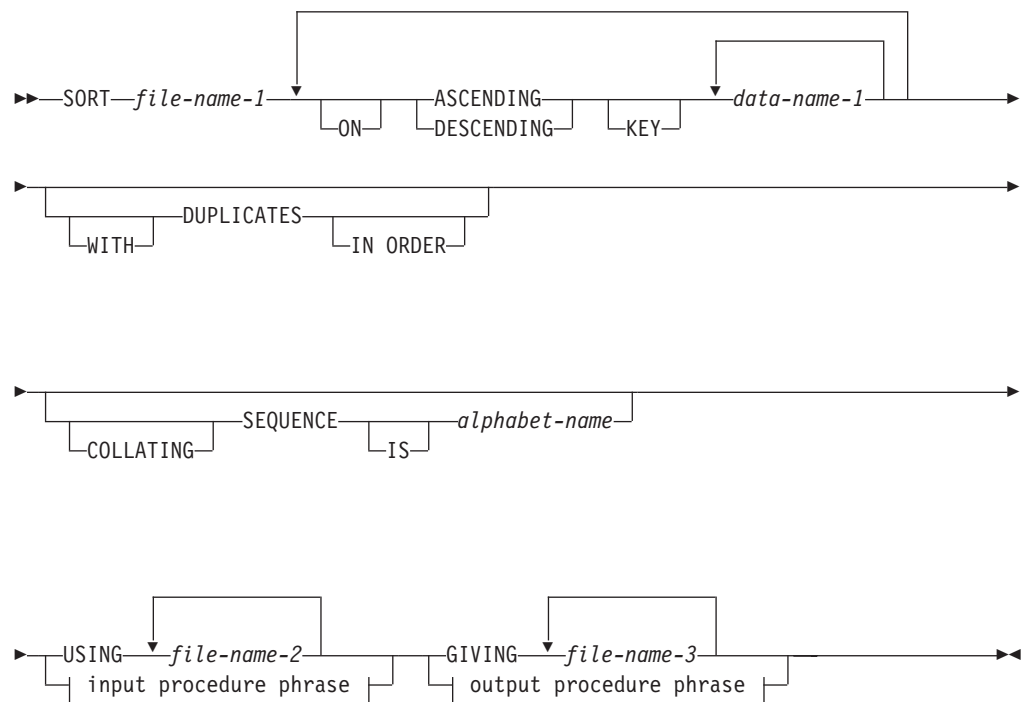 SORT file-name-1 ASCENDING data-name-1
ON DESCENDING KEY
DUPLICATES
WITH IN ORDER
SEQUENCE alphabet-name
COLLATING IS
USING file-name-2 GIVING file-name-3
input procedure phrase output procedure phrase